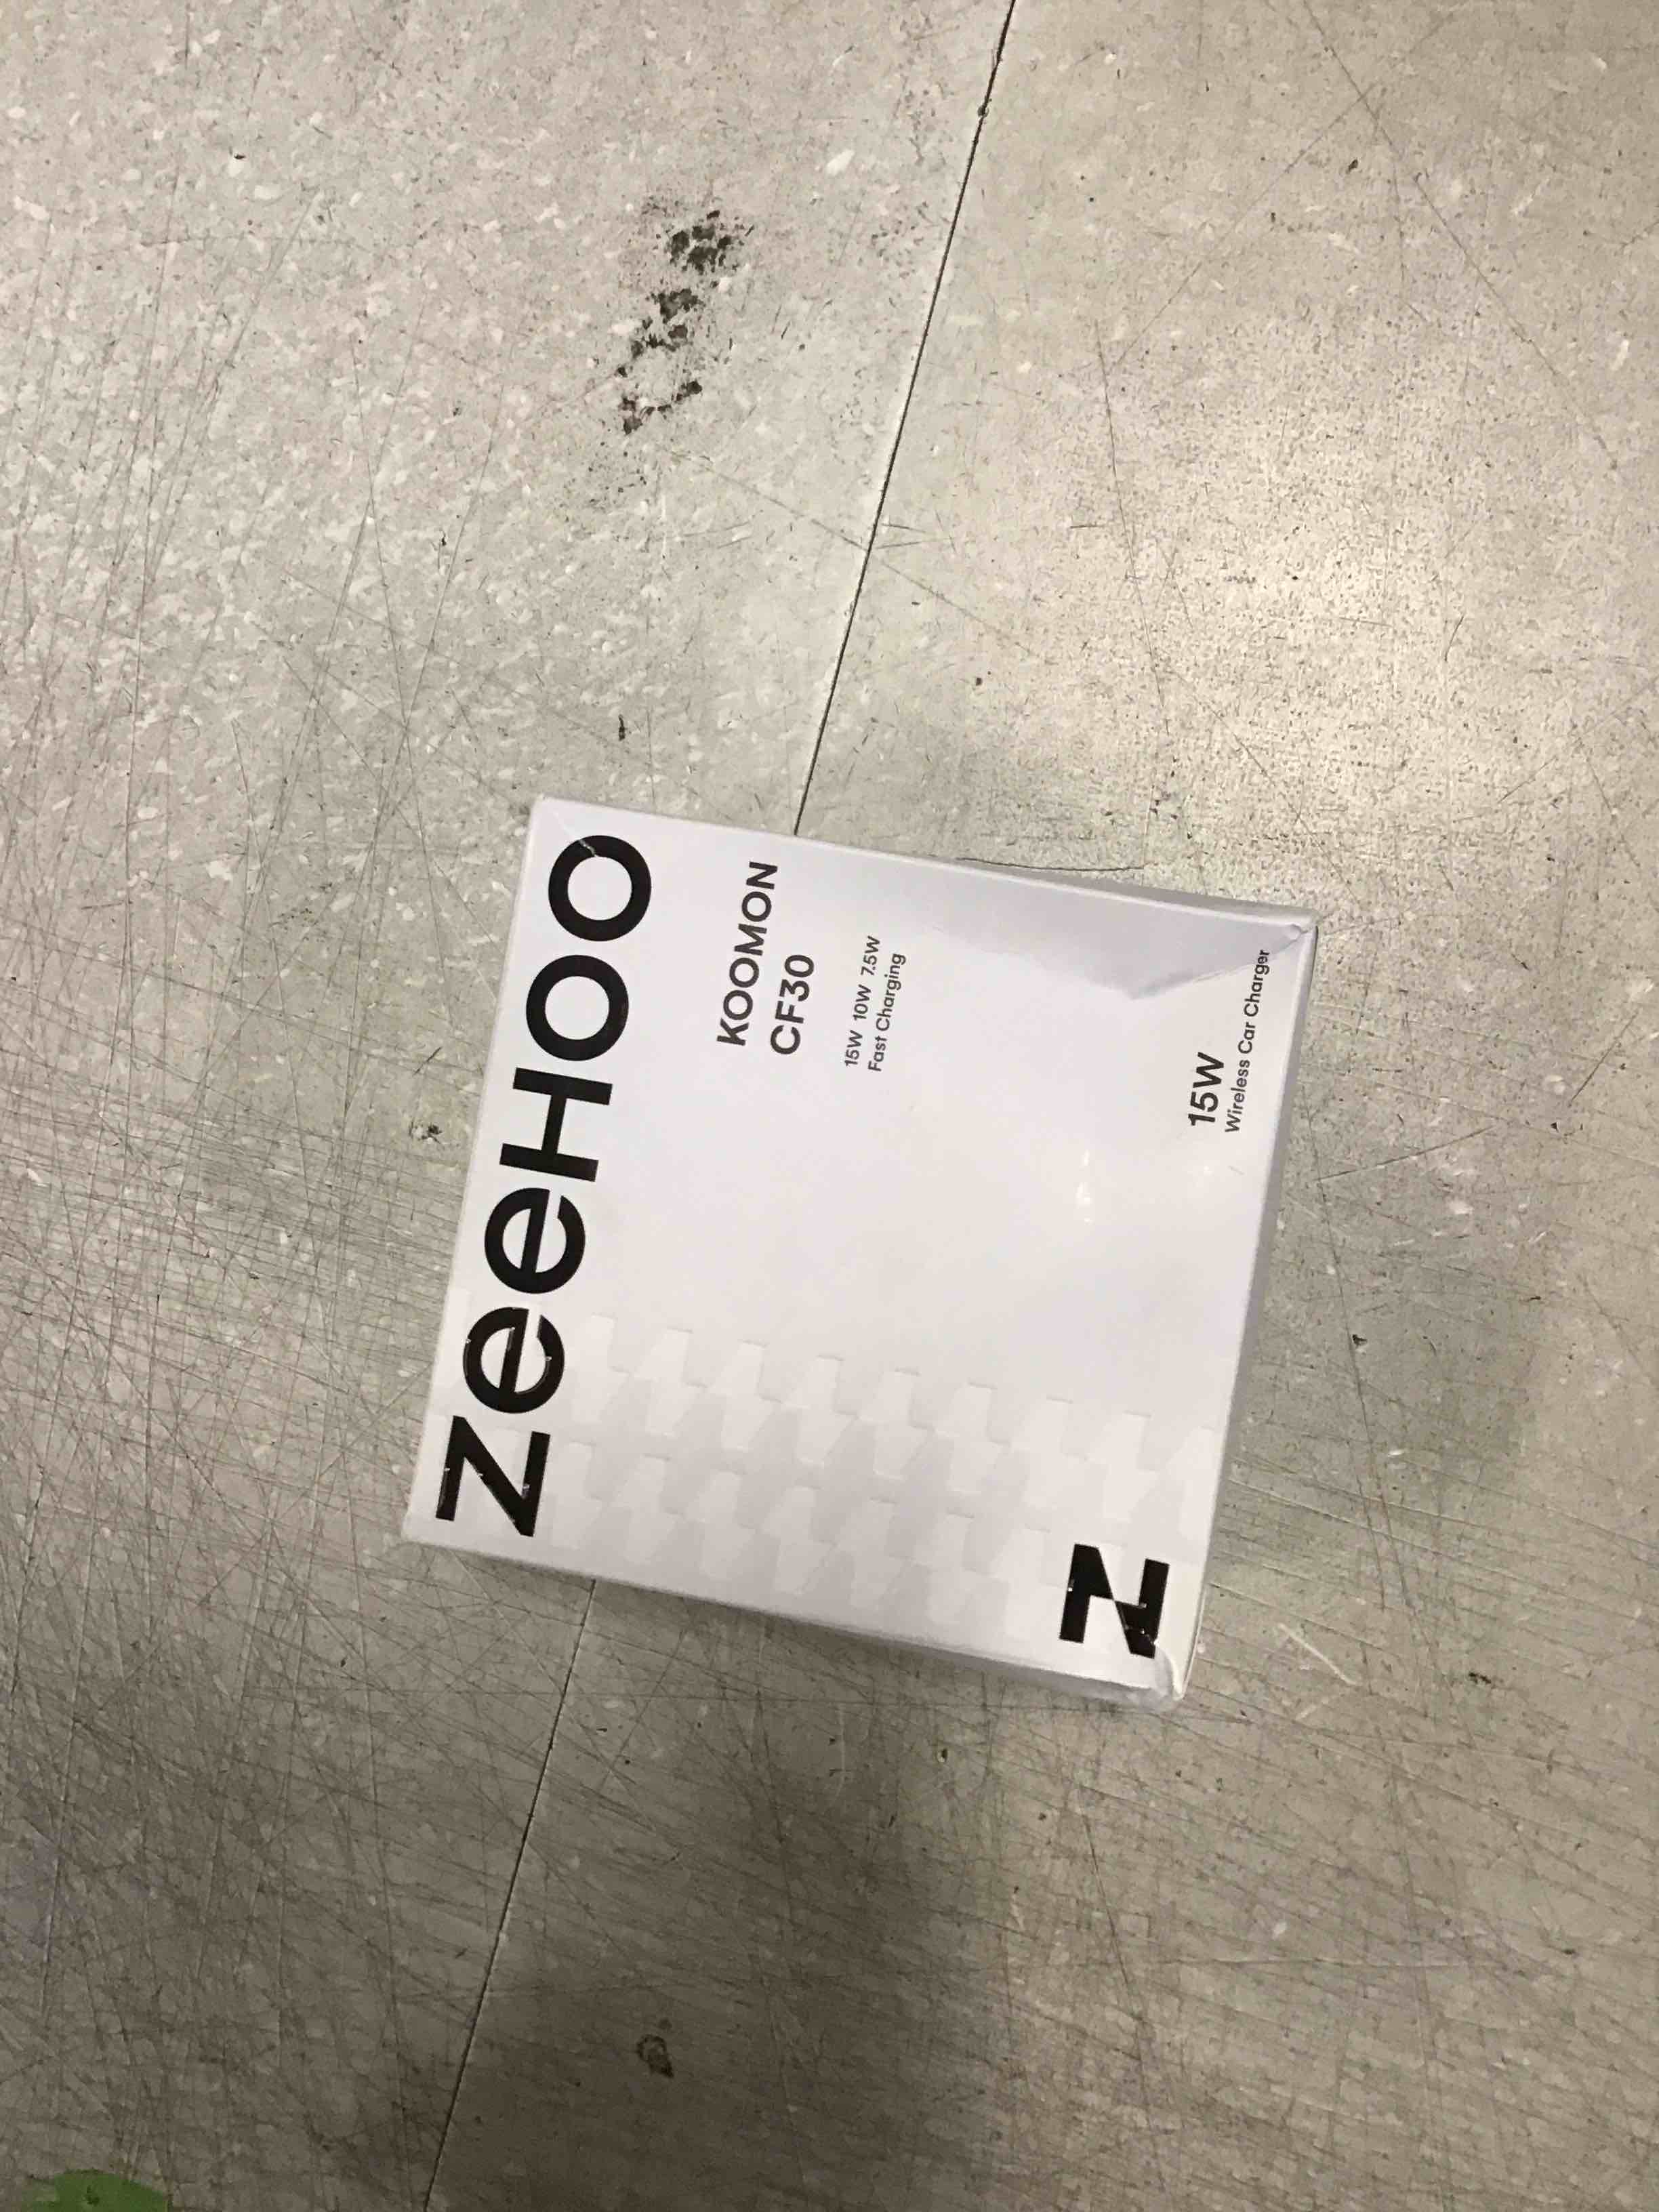 ZeeHOO
KOOMON
CF30
15W 10W 7.5W
Fast Charging
15W
Wireless Car Charger